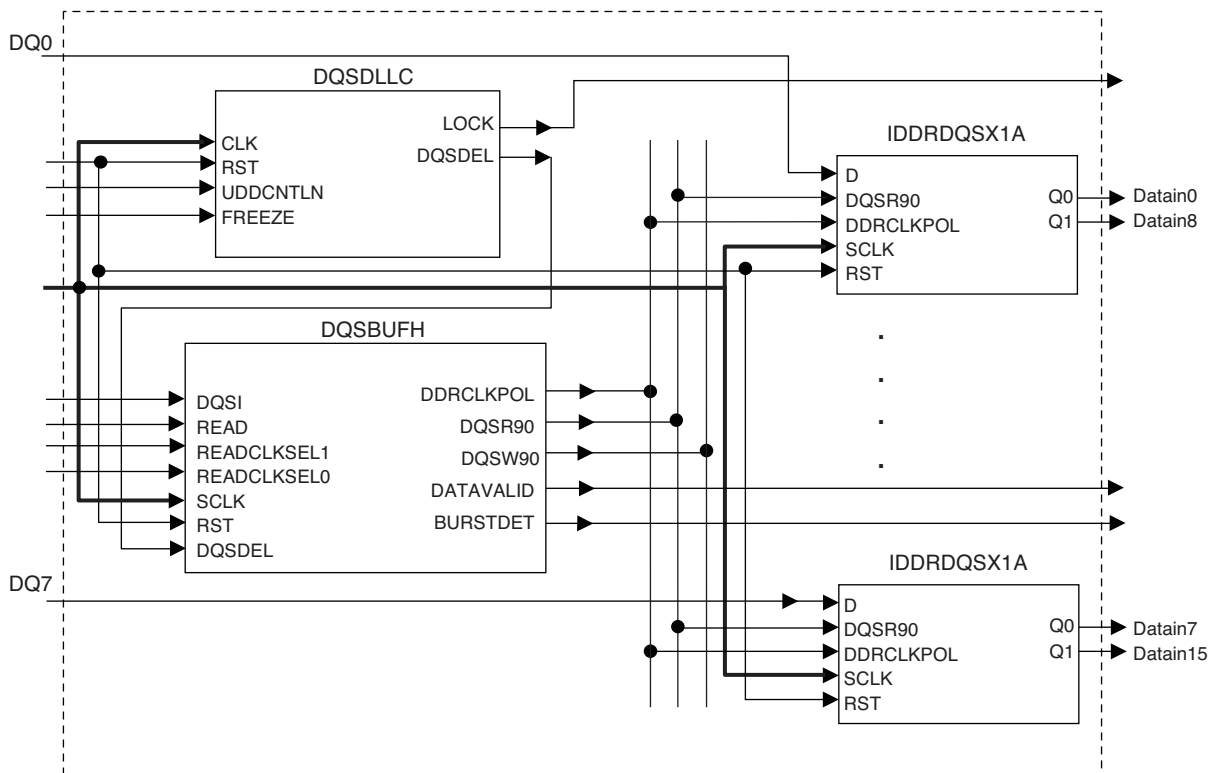 DQ0
DQSDLLC
CLK
RST
UDDCNTLN
FREEZE
LOCK
DQSDEL
IDDRDQSX1A
D
DQSR90
DDRCLKPOL
SCLK
RST
Q0
Q1
Datain0
Datain8
DQSBUFH
DQSI
READ
READCLKSEL1
READCLKSEL0
SCLK
RST
DQSDEL
DDRCLKPOL
DQSR90
DQSW90
DATAVALID
BURSTDET
DQ7
IDDRDQSX1A
D
DQSR90
DDRCLKPOL
SCLK
RST
Q0
Q1
Datain7
Datain15